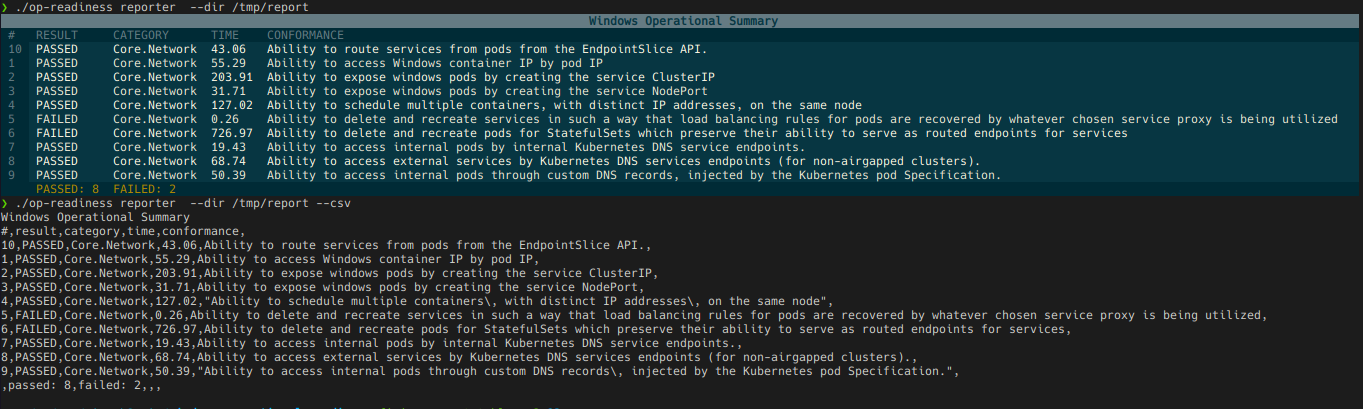 ❯ ./op-readiness reporter  --dir /tmp/report
Windows Operational Summary
#   RESULT     CATEGORY      TIME    CONFORMANCE
10  PASSED     Core.Network  43.06   Ability to route services from pods from the EndpointSlice API.
1   PASSED     Core.Network  55.29   Ability to access Windows container IP by pod IP
2   PASSED     Core.Network  203.91  Ability to expose windows pods by creating the service ClusterIP
3   PASSED     Core.Network  31.71   Ability to expose windows pods by creating the service NodePort
4   PASSED     Core.Network  127.02  Ability to schedule multiple containers, with distinct IP addresses, on the same node
5   FAILED     Core.Network  0.26    Ability to delete and recreate services in such a way that load balancing rules for pods are recovered by whatever chosen service proxy is being utilized
6   FAILED     Core.Network  726.97  Ability to delete and recreate pods for StatefulSets which preserve their ability to serve as routed endpoints for services
7   PASSED     Core.Network  19.43   Ability to access internal pods by internal Kubernetes DNS service endpoints.
8   PASSED     Core.Network  68.74   Ability to access external services by Kubernetes DNS services endpoints (for non-airgapped clusters).
9   PASSED     Core.Network  50.39   Ability to access internal pods through custom DNS records, injected by the Kubernetes pod Specification.
PASSED: 8  FAILED: 2
❯ ./op-readiness reporter  --dir /tmp/report --csv
Windows Operational Summary
#,result,category,time,conformance,
10,PASSED,Core.Network,43.06,Ability to route services from pods from the EndpointSlice API.,
1,PASSED,Core.Network,55.29,Ability to access Windows container IP by pod IP,
2,PASSED,Core.Network,203.91,Ability to expose windows pods by creating the service ClusterIP,
3,PASSED,Core.Network,31.71,Ability to expose windows pods by creating the service NodePort,
4,PASSED,Core.Network,127.02,"Ability to schedule multiple containers\, with distinct IP addresses\, on the same node",
5,FAILED,Core.Network,0.26,Ability to delete and recreate services in such a way that load balancing rules for pods are recovered by whatever chosen service proxy is being utilized,
6,FAILED,Core.Network,726.97,Ability to delete and recreate pods for StatefulSets which preserve their ability to serve as routed endpoints for services,
7,PASSED,Core.Network,19.43,Ability to access internal pods by internal Kubernetes DNS service endpoints.,
8,PASSED,Core.Network,68.74,Ability to access external services by Kubernetes DNS services endpoints (for non-airgapped clusters).,
9,PASSED,Core.Network,50.39,"Ability to access internal pods through custom DNS records\, injected by the Kubernetes pod Specification.",
,passed: 8,failed: 2,,,